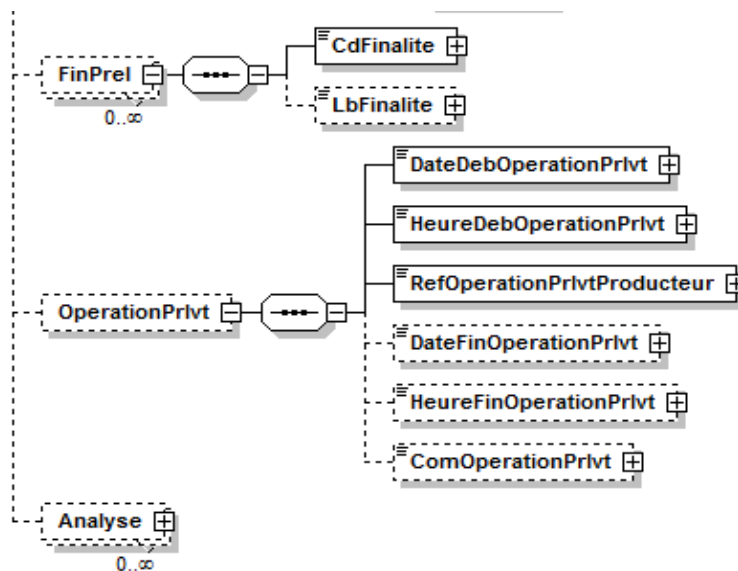 CdFinalite
FinPrel
0..∞
LbFinalite
DateDebOperationPrlvt
HeureDebOperationPrlvt
RefOperationPrlvtProducteur
OperationPrlvt
DateFinOperationPrlvt
HeureFinOperationPrlvt
ComOperationPrlvt
Analyse
0..∞